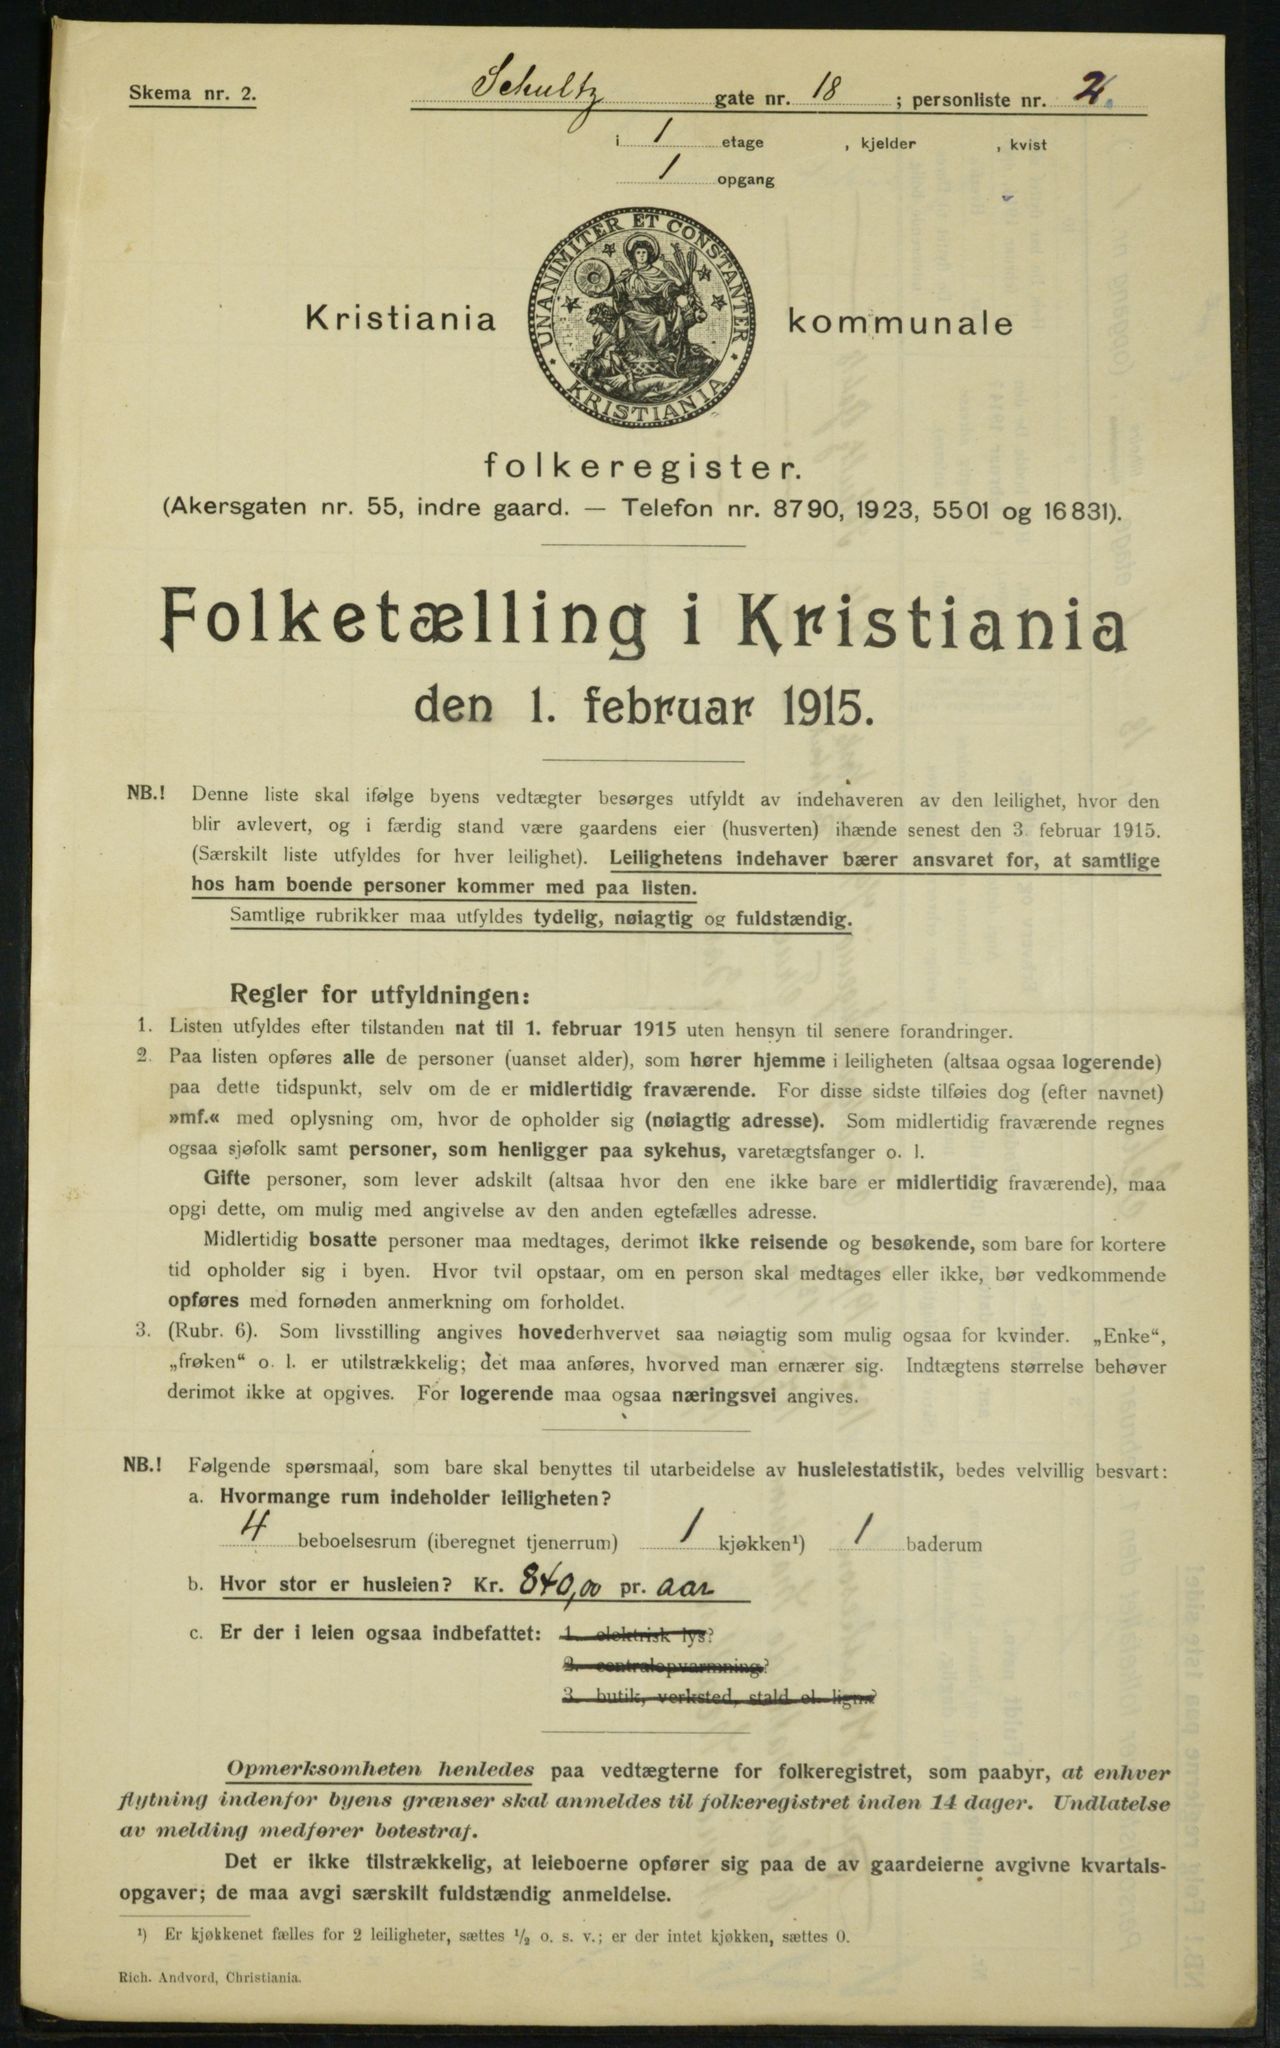 Skema nr. 2.
Schultz gate nr. 18 ; personliste nr. 2.
i 1 etage , kjelder , kvist
1 opgang
UNANIMITER ET CONSTANTER
KRISTIANIA
Kristiania kommunale
folkeregister.
(Akersgaten nr. 55, indre gaard. — Telefon nr. 8790, 1923, 5501 og 16831).
Folketælling i Kristiania
den 1. februar 1915.
NB.! Denne liste skal ifølge byens vedtægter besørges utfyldt av indehaveren av den leilighet, hvor den
blir avlevert, og i færdig stand være gaardens eier (husverten) ihænde senest den 3. februar 1915.
(Særskilt liste utfyldes for hver leilighet). Leilighetens indehaver bærer ansvaret for, at samtlige
hos ham boende personer kommer med paa listen.
Samtlige rubrikker maa utfyldes tydelig, nøiagtig og fuldstændig.
Regler for utfyldningen:
1. Listen utfyldes efter tilstanden nat til 1. februar 1915 uten hensyn til senere forandringer.
2. Paa listen opføres alle de personer (uanset alder), som hører hjemme i leiligheten (altsaa ogsaa logerende)
paa dette tidspunkt, selv om de er midlertidig fraværende. For disse sidste tilføies dog (efter navnet)
»mf.« med oplysning om, hvor de opholder sig (nøiagtig adresse). Som midlertidig fraværende regnes
ogsaa sjøfolk samt personer, som henligger paa sykehus, varetægtsfanger o. l.
Gifte personer, som lever adskilt (altsaa hvor den ene ikke bare er midlertidig fraværende), maa
opgi dette, om mulig med angivelse av den anden egtefælles adresse.
Midlertidig bosatte personer maa medtages, derimot ikke reisende og besøkende, som bare for kortere
tid opholder sig i byen. Hvor tvil opstaar, om en person skal medtages eller ikke, bør vedkommende
opføres med fornøden anmerkning om forholdet.
3. (Rubr. 6). Som livsstilling angives hovederhvervet saa nøiagtig som mulig ogsaa for kvinder. „Enke“,
„frøken“ o. l. er utilstrækkelig; det maa anføres, hvorved man ernærer sig. Indtægtens størrelse behøver
derimot ikke at opgives. For logerende maa ogsaa næringsvei angives.
NB.! Følgende spørsmaal, som bare skal benyttes til utarbeidelse av husleiestatistik, bedes velvillig besvart:
a. Hvormange rum indeholder leiligheten?
4 beboelsesrum (iberegnet tjenerrum) 1 kjøkken¹) 1 baderum
b. Hvor stor er husleien? Kr. 840,00 pr. aar
c. Er der i leien ogsaa indbefattet: 1. elektrisk lys?
2. centralopvarmning?
3. butik, verksted, stald el. lign.?
Opmerksomheten henledes paa vedtægterne for folkeregistret, som paabyr, at enhver
flytning indenfor byens grænser skal anmeldes til folkeregistret inden 14 dager. Undlatelse
av melding medfører bøtestraf.
Det er ikke tilstrækkelig, at leieboerne opfører sig paa de av gaardeierne avgivne kvartals-
opgaver; de maa avgi særskilt fuldstændig anmeldelse.
¹) Er kjøkkenet fælles for 2 leiligheter, sættes ½ o. s. v.; er der intet kjøkken, sættes 0.
Rich. Andvord, Christiania.